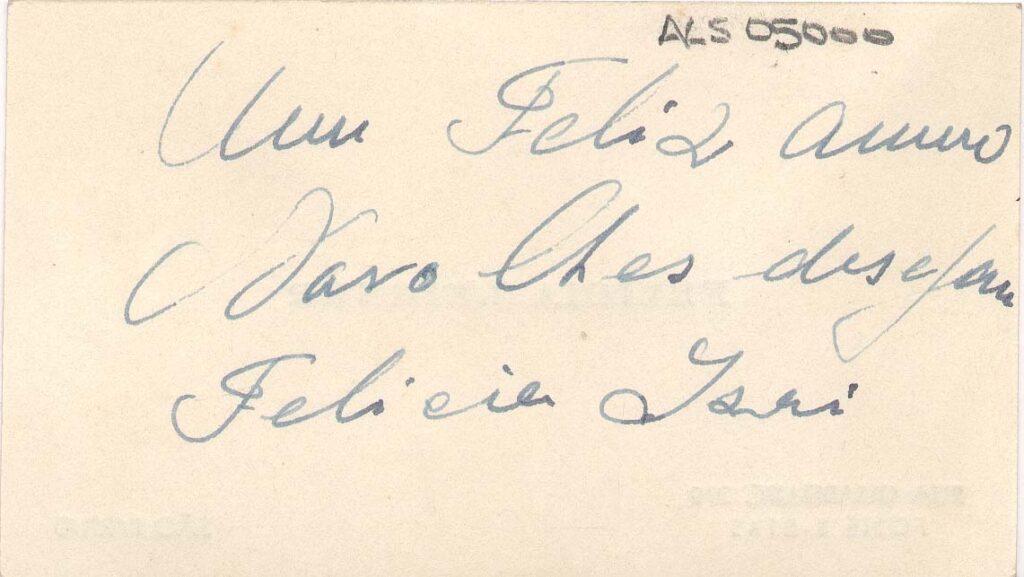 ALS 05000
Um Feliz anno
Novo lhes desejam
Felicia Isai